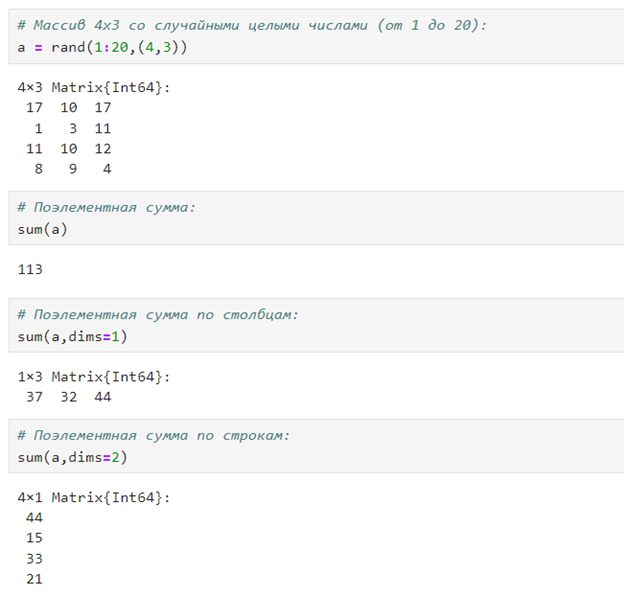 # Массив 4x3 со случайными целыми числами (от 1 до 20):
a = rand(1:20,(4,3))
4×3 Matrix{Int64}:
17 10 17
1 3 11
11 10 12
8 9 4
# Поэлементная сумма:
sum(a)
113
# Поэлементная сумма по столбцам:
sum(a,dims=1)
1×3 Matrix{Int64}:
37 32 44
# Поэлементная сумма по строкам:
sum(a,dims=2)
4×1 Matrix{Int64}:
44
15
33
21